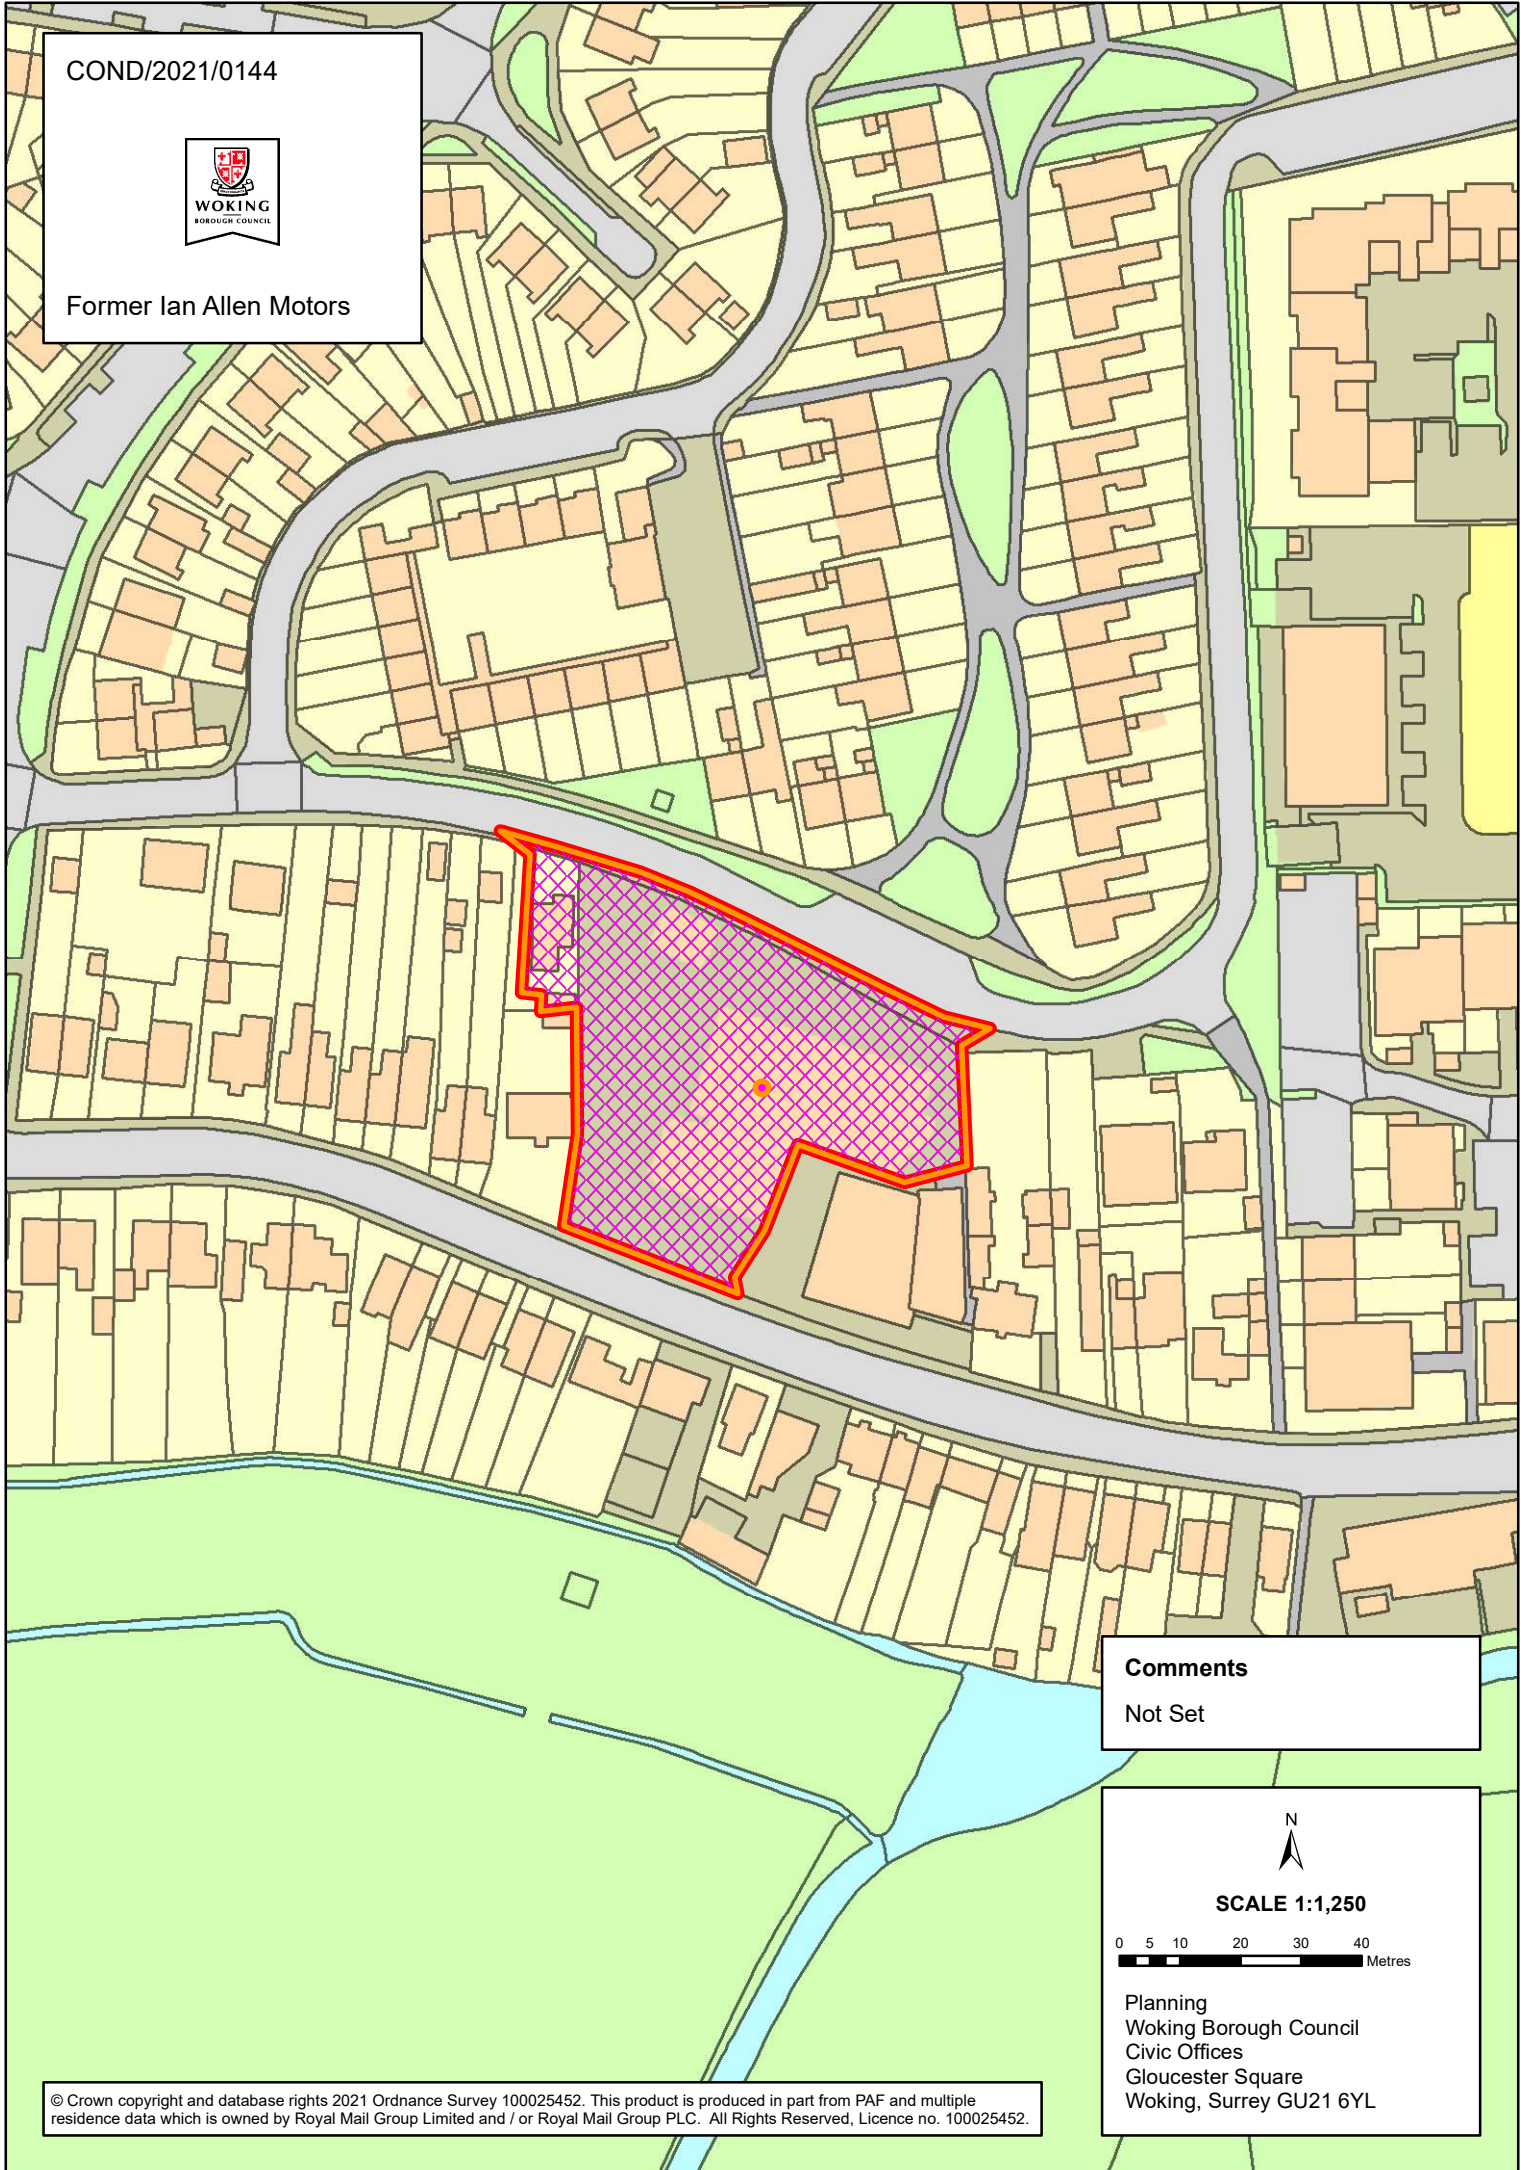 COND/2021/0144
WOKING
BOROUGH COUNCIL
Former Ian Allen Motors
Comments
Not Set
N
SCALE 1:1,250
0 5 10 20 30 40
Metres
Planning
Woking Borough Council
Civic Offices
Gloucester Square
Woking, Surrey GU21 6YL
© Crown copyright and database rights 2021 Ordnance Survey 100025452. This product is produced in part from PAF and multiple
residence data which is owned by Royal Mail Group Limited and / or Royal Mail Group PLC. All Rights Reserved, Licence no. 100025452.